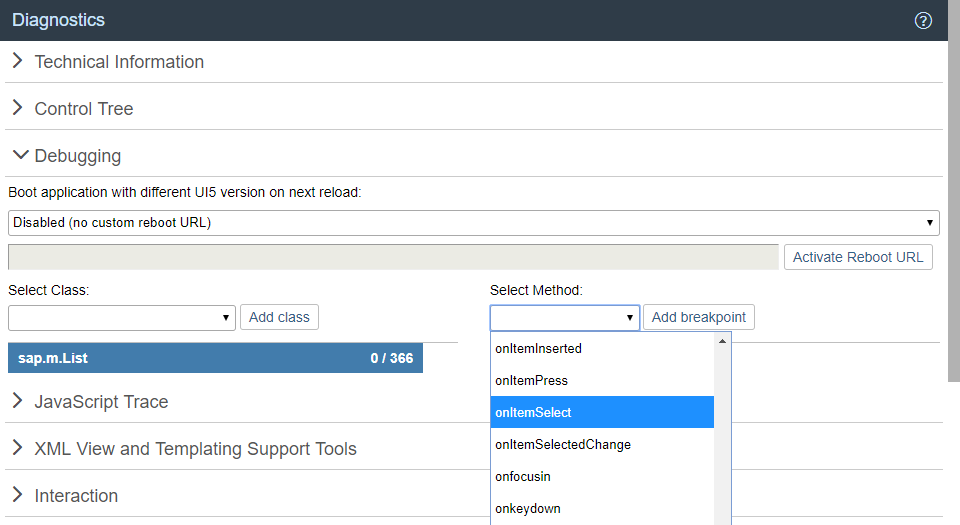 Diagnostics
Technical Information
Control Tree
Debugging
Boot application with different UI5 version on next reload:
Disabled (no custom reboot URL)
Activate Reboot URL
Select Class:
Add class
sap.m.List 0 / 366
Select Method:
Add breakpoint
onItemInserted
onItemPress
onItemSelect
onItemSelectedChange
onfocusin
onkeydown
JavaScript Trace
XML View and Templating Support Tools
Interaction